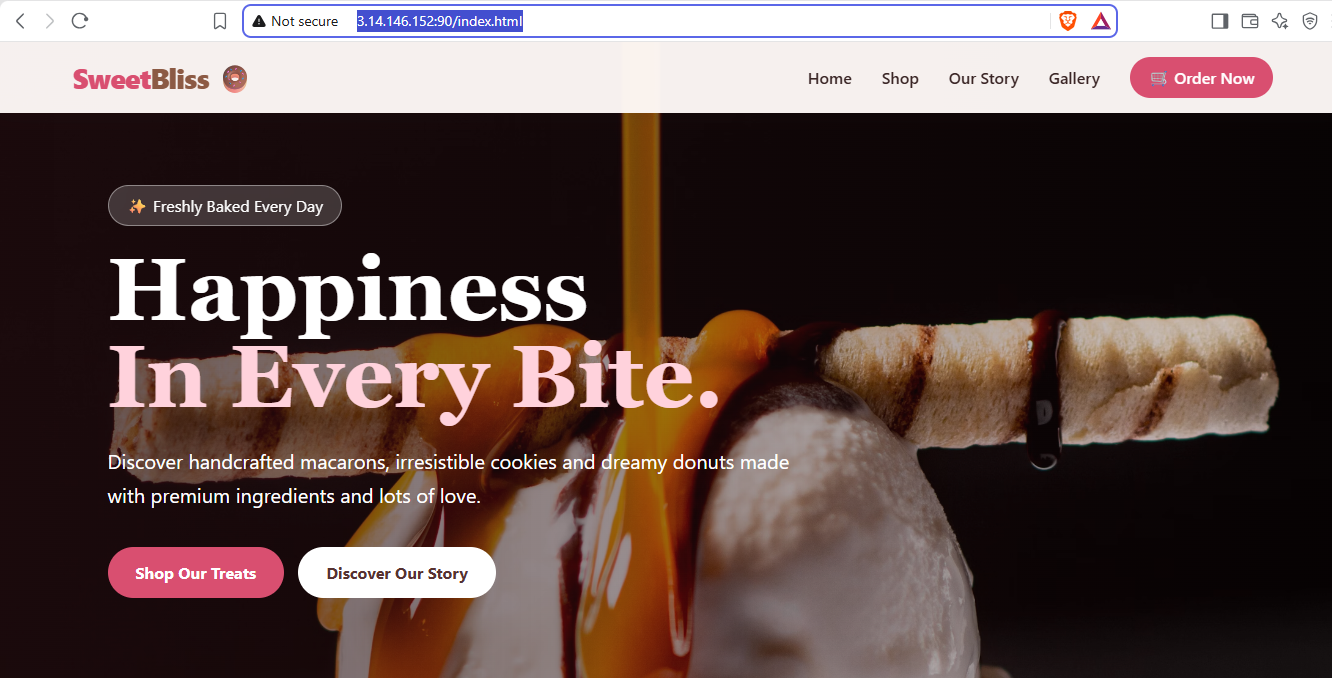 Not secure 3.14.146.152:90/index.html
SweetBliss
Home Shop Our Story Gallery Order Now
Freshly Baked Every Day
Happiness
In Every Bite.
Discover handcrafted macarons, irresistible cookies and dreamy donuts made
with premium ingredients and lots of love.
Shop Our Treats Discover Our Story